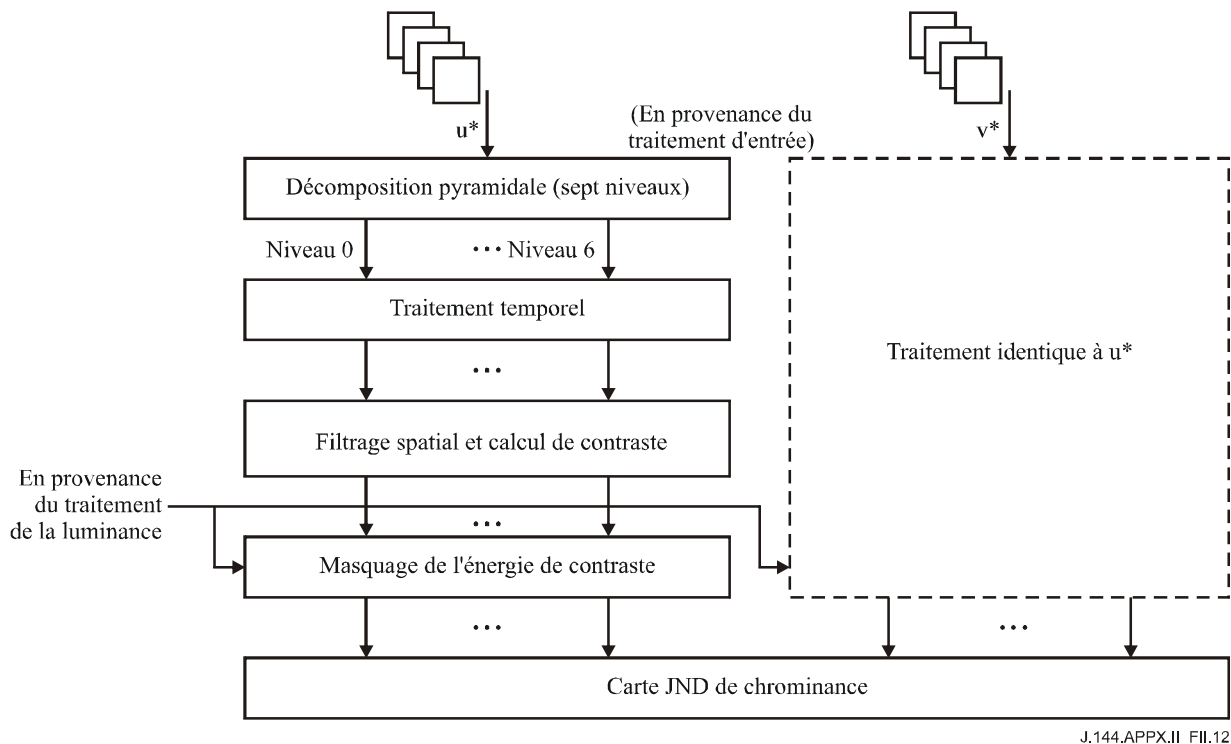 (En provenance du
traitement d'entrée)
u*
v*
Décomposition pyramidale (sept niveaux)
Niveau 0
••• Niveau 6
Traitement temporel
•••
Traitement identique à u*
Filtrage spatial et calcul de contraste
En provenance
du traitement
de la luminance
•••
Masquage de l'énergie de contraste
•••
•••
Carte JND de chrominance
J.144.APPX.II_FII.12